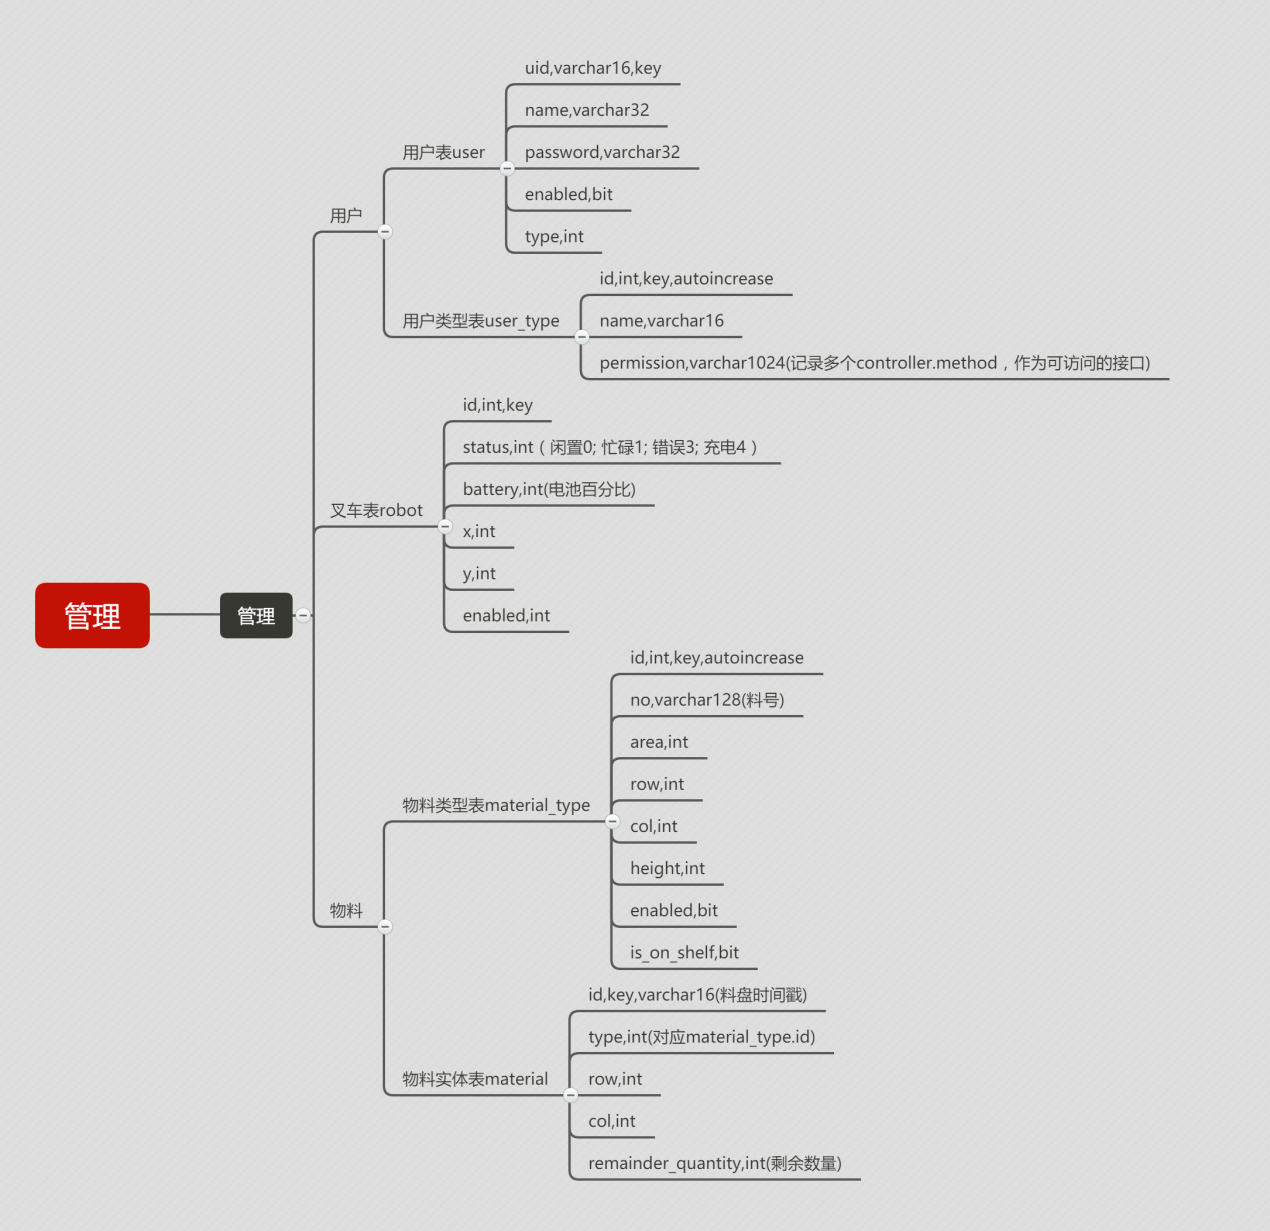 管理
管理
用户
用户表user
uid,varchar16,key
name,varchar32
password,varchar32
enabled,bit
type,int
用户类型表user_type
id,int,key,autoincrease
name,varchar16
permission,varchar1024(记录多个controller.method，作为可访问的接口)
叉车表robot
id,int,key
status,int（闲置0; 忙碌1; 错误3; 充电4）
battery,int(电池百分比)
x,int
y,int
enabled,int
物料
物料类型表material_type
id,int,key,autoincrease
no,varchar128(料号)
area,int
row,int
col,int
height,int
enabled,bit
is_on_shelf,bit
物料实体表material
id,key,varchar16(料盘时间戳)
type,int(对应material_type.id)
row,int
col,int
remainder_quantity,int(剩余数量)